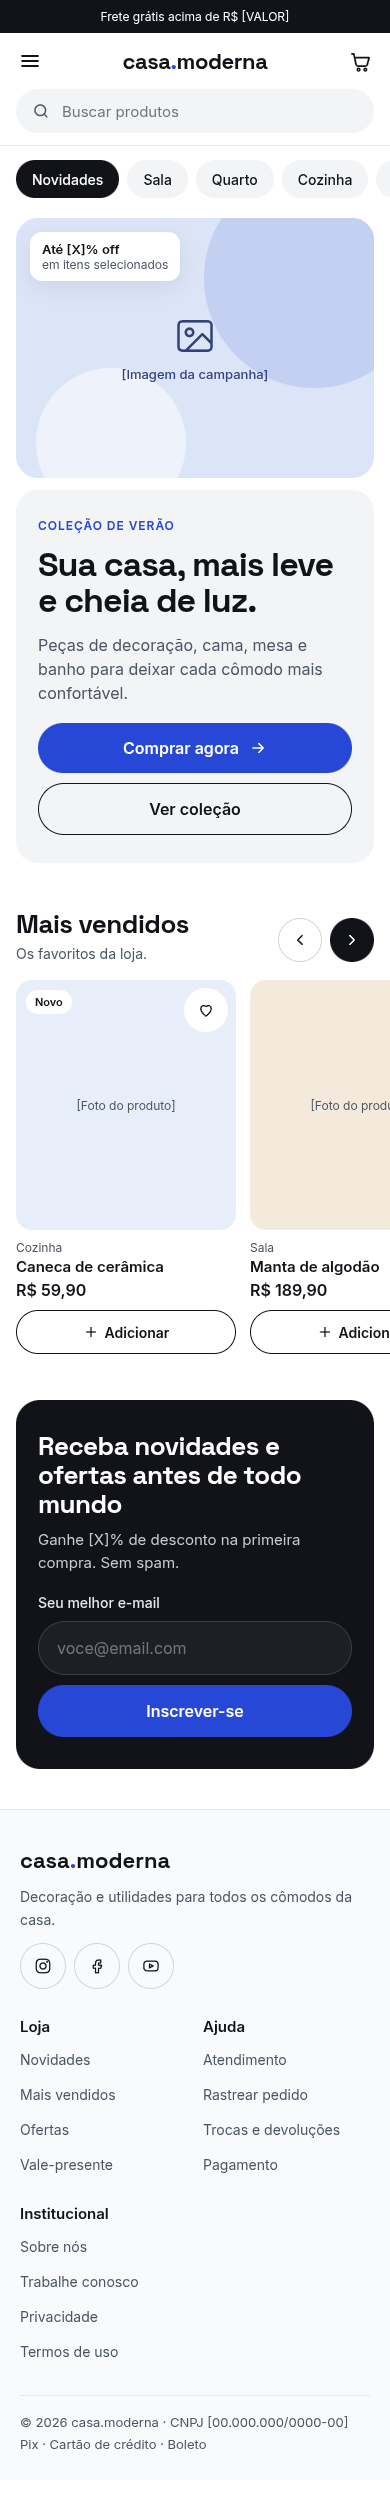 Frete grátis acima de R$ [VALOR]
casa.moderna
Buscar produtos
Novidades Sala Quarto Cozinha
Até [X]% off
em itens selecionados
[Imagem da campanha]
COLEÇÃO DE VERÃO
Sua casa, mais leve
e cheia de luz.
Peças de decoração, cama, mesa e
banho para deixar cada cômodo mais
confortável.
Comprar agora
Ver coleção
Mais vendidos
Os favoritos da loja.
Novo
[Foto do produto] [Foto do produ
Cozinha Sala
Caneca de cerâmica Manta de algodão
R$ 59,90 R$ 189,90
Adicionar Adicion
Receba novidades e
ofertas antes de todo
mundo
Ganhe [X]% de desconto na primeira
compra. Sem spam.
Seu melhor e-mail
voce@email.com
Inscrever-se
casa.moderna
Decoração e utilidades para todos os cômodos da
casa.
Loja Ajuda
Novidades Atendimento
Mais vendidos Rastrear pedido
Ofertas Trocas e devoluções
Vale-presente Pagamento
Institucional
Sobre nós
Trabalhe conosco
Privacidade
Termos de uso
© 2026 casa.moderna · CNPJ [00.000.000/0000-00]
Pix · Cartão de crédito · Boleto